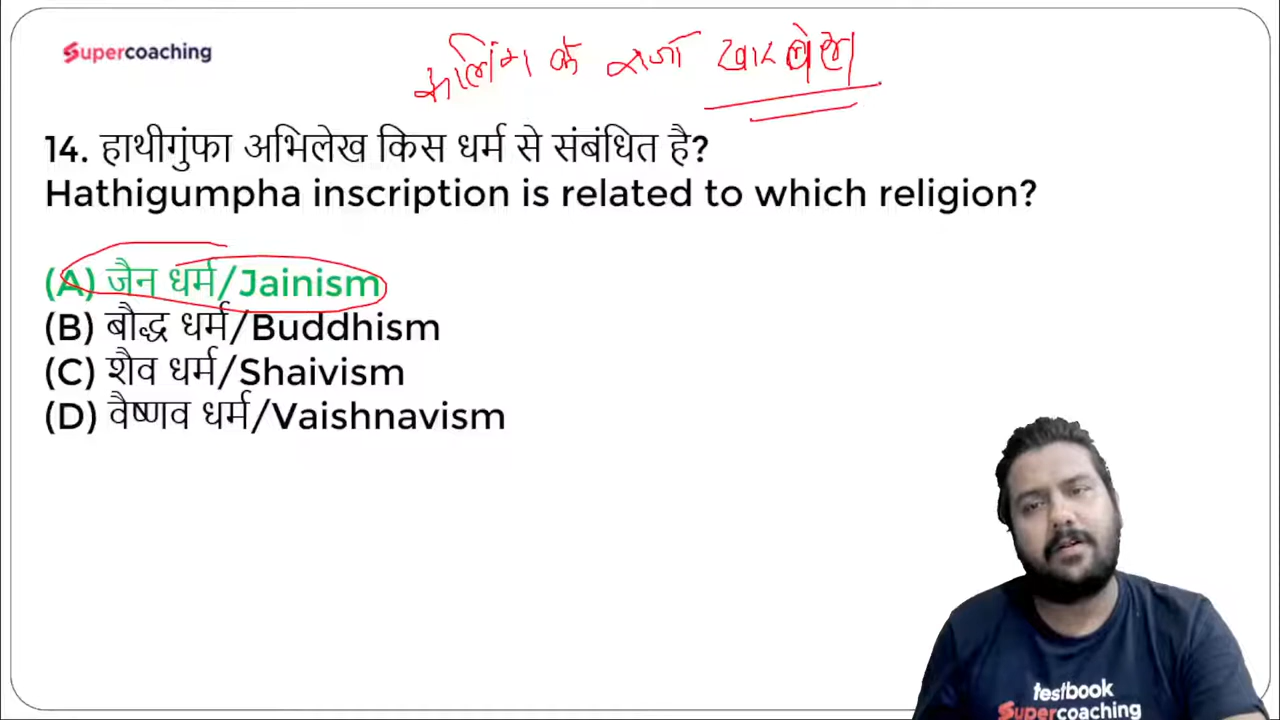 Supercoaching
कलिंग के राजा खारवेल
14. हाथीगुंफा अभिलेख किस धर्म से संबंधित है?
Hathigumpha inscription is related to which religion?
(A) जैन धर्म/Jainism
(B) बौद्ध धर्म/Buddhism
(C) शैव धर्म/Shaivism
(D) वैष्णव धर्म/Vaishnavism
testbook
Supercoaching